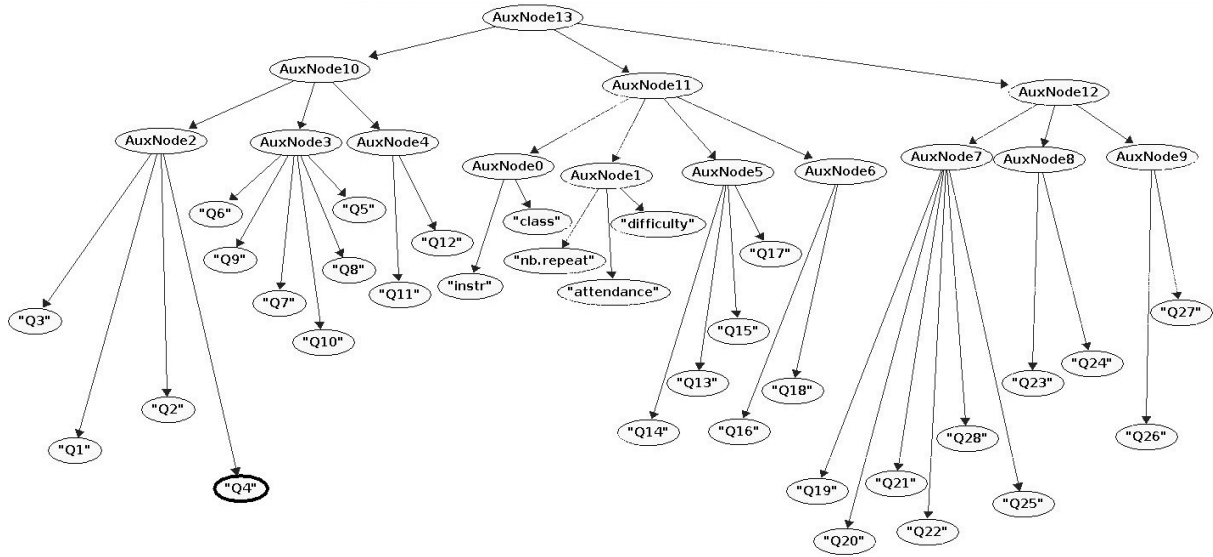 AuxNode13
AuxNode10
AuxNode11
AuxNode12
AuxNode2
AuxNode3
AuxNode4
AuxNode0
AuxNode1
AuxNode5
AuxNode6
AuxNode7
AuxNode8
AuxNode9
"Q6"
"Q5"
"Q9"
"Q8"
"Q7"
"Q10"
"Q12"
"Q11"
"class"
"instr"
"difficulty"
"nb.repeat"
"attendance"
"Q17"
"Q15"
"Q13"
"Q14"
"Q18"
"Q16"
"Q3"
"Q2"
"Q1"
"Q4"
"Q28"
"Q21"
"Q19"
"Q25"
"Q22"
"Q20"
"Q24"
"Q23"
"Q27"
"Q26"